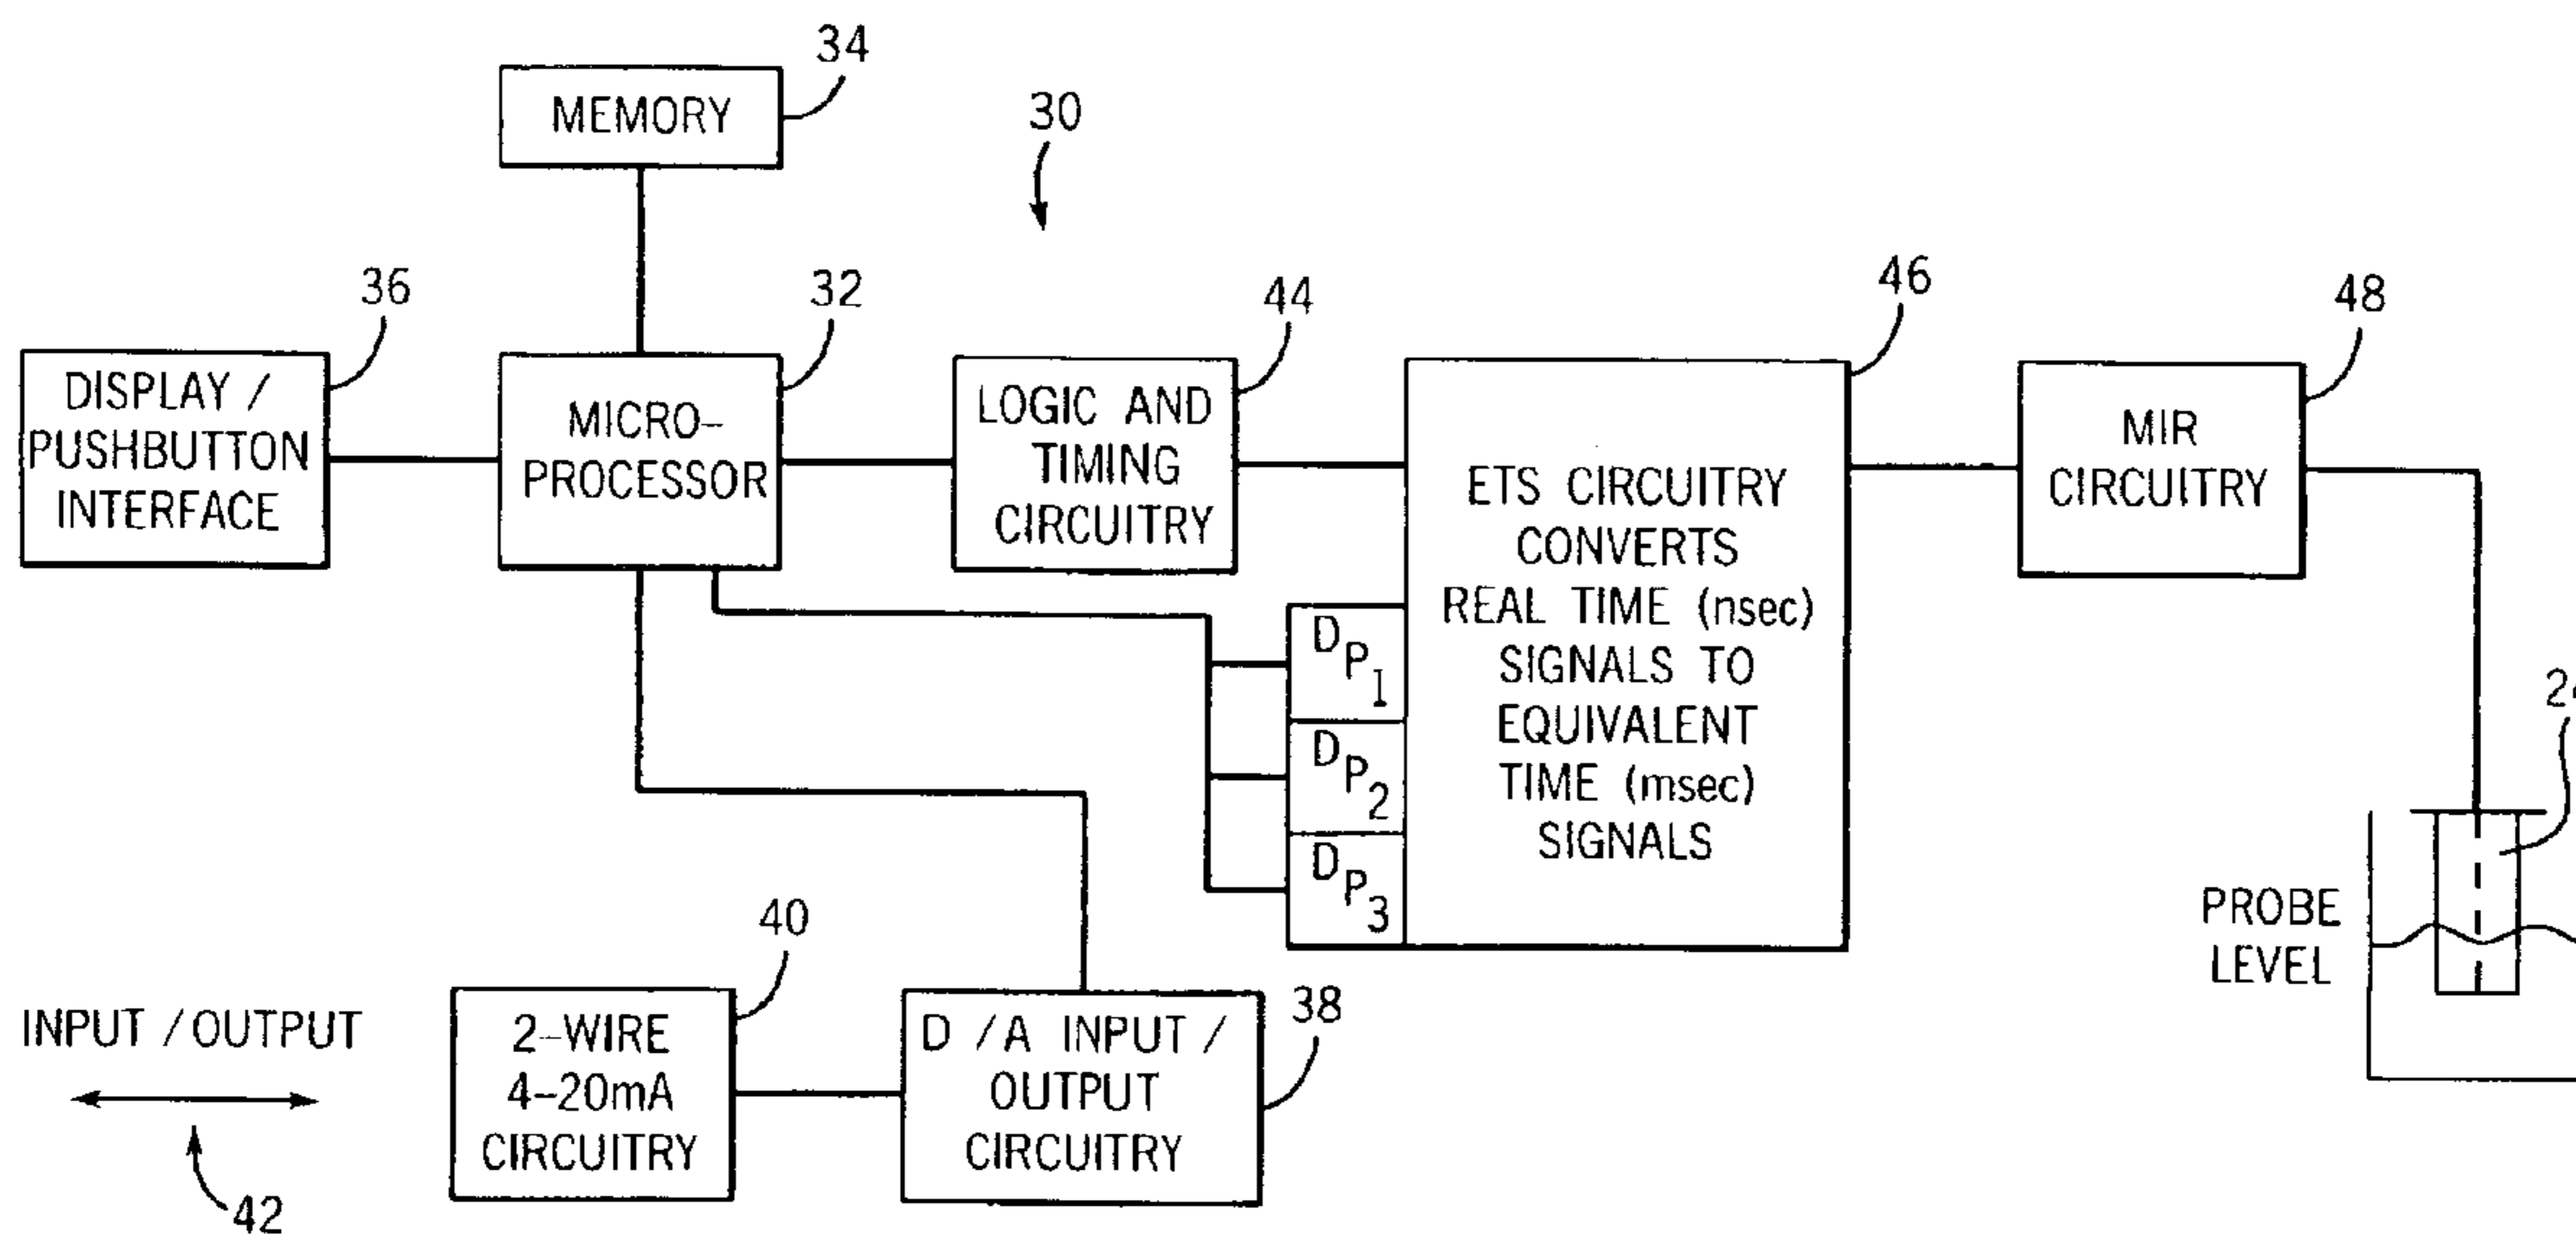 34
MEMORY
30
36
32
44
46
48
DISPLAY /
PUSHBUTTON
INTERFACE
MICRO-
PROCESSOR
LOGIC AND
TIMING
CIRCUITRY
ETS CIRCUITRY
CONVERTS
REAL TIME (nsec)
SIGNALS TO
EQUIVALENT
TIME (msec)
SIGNALS
MIR
CIRCUITRY
DP1
DP2
DP3
PROBE
LEVEL
40
38
INPUT / OUTPUT
42
2-WIRE
4-20mA
CIRCUITRY
D /A INPUT /
OUTPUT
CIRCUITRY